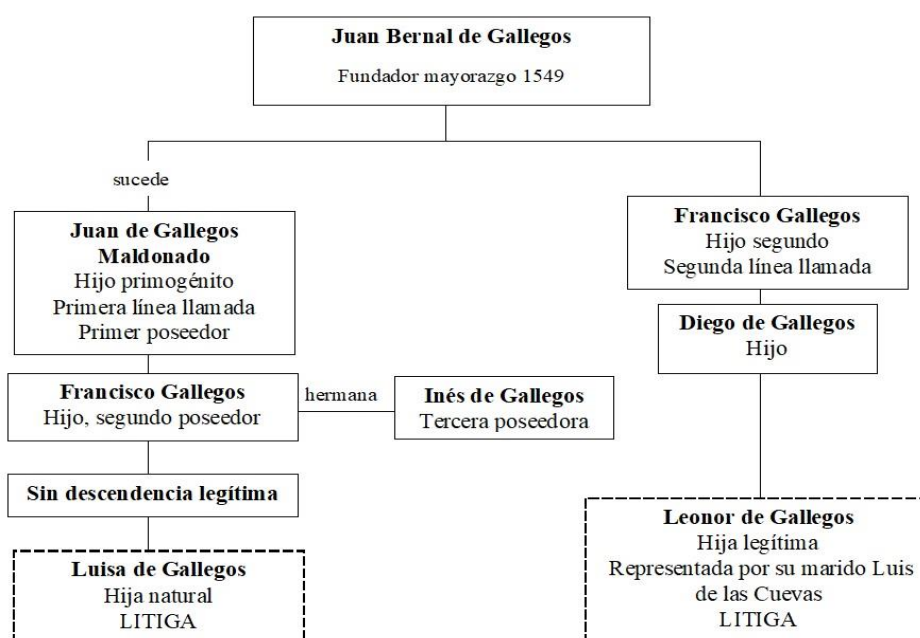 Juan Bernal de Gallegos
Fundador mayorazgo 1549
sucede
Juan de Gallegos
Maldonado
Hijo primogénito
Primera línea llamada
Primer poseedor
Francisco Gallegos
Hijo segundo
Segunda línea llamada
Diego de Gallegos
Hijo
Francisco Gallegos
Hijo, segundo poseedor
hermana
Inés de Gallegos
Tercera poseedora
Sin descendencia legítima
Luisa de Gallegos
Hija natural
LITIGA
Leonor de Gallegos
Hija legítima
Representada por su marido Luis
de las Cuevas
LITIGA